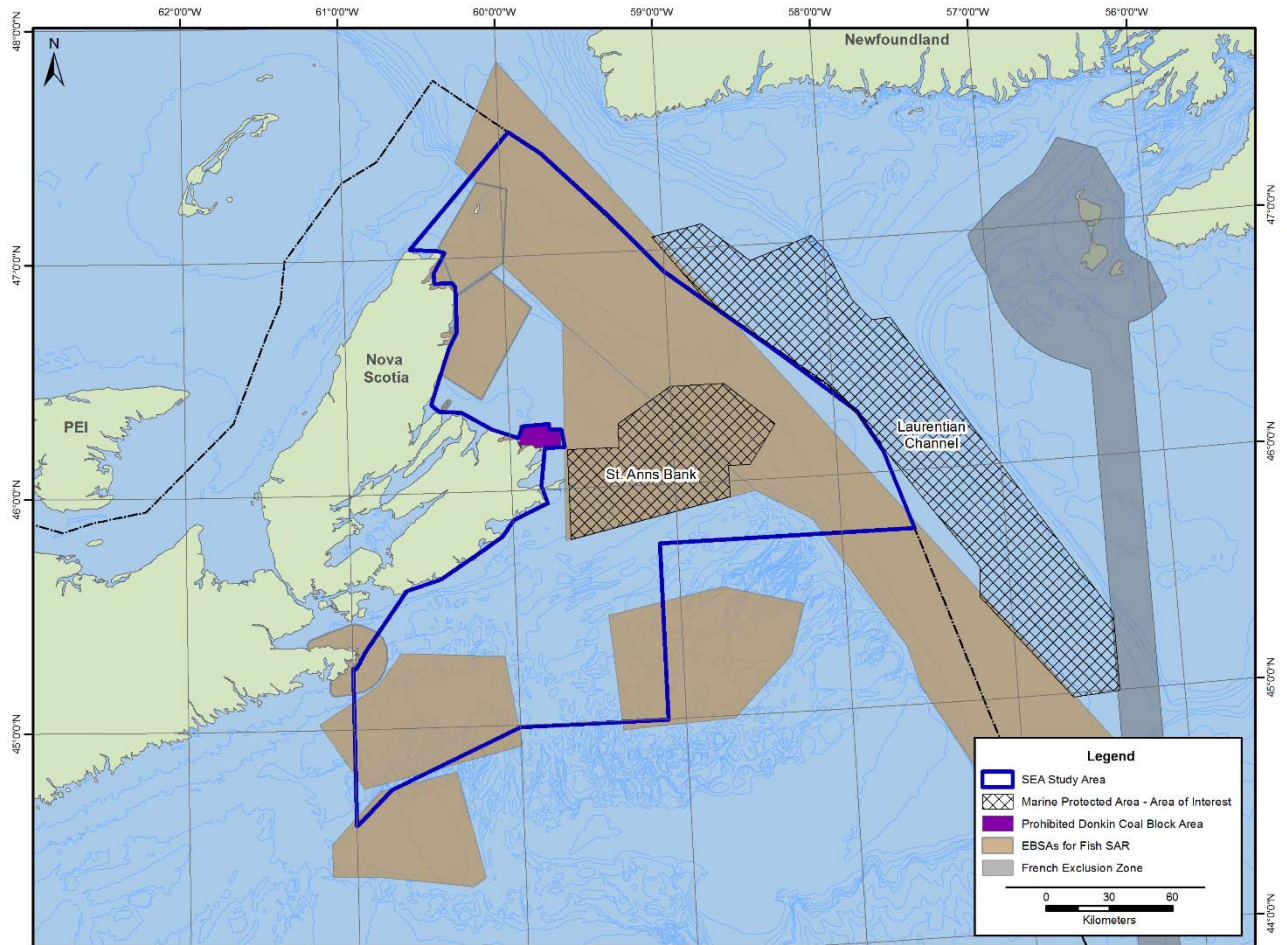 62°0'0"W 61°0'0"W 60°0'0"W 59°0'0"W 58°0'0"W 57°0'0"W 56°0'0"W
48°0'0"N
N
Newfoundland
47°0'0"N
47°0'0"N
Nova
Scotia
PEI
Laurentian
Channel
46°0'0"N
St. Anns Bank
46°0'0"N
45°0'0"N
45°0'0"N
Legend
SEA Study Area
Marine Protected Area - Area of Interest
Prohibited Donkin Coal Block Area
EBSAs for Fish SAR
French Exclusion Zone
0 30 60
Kilometers
44°0'0"N